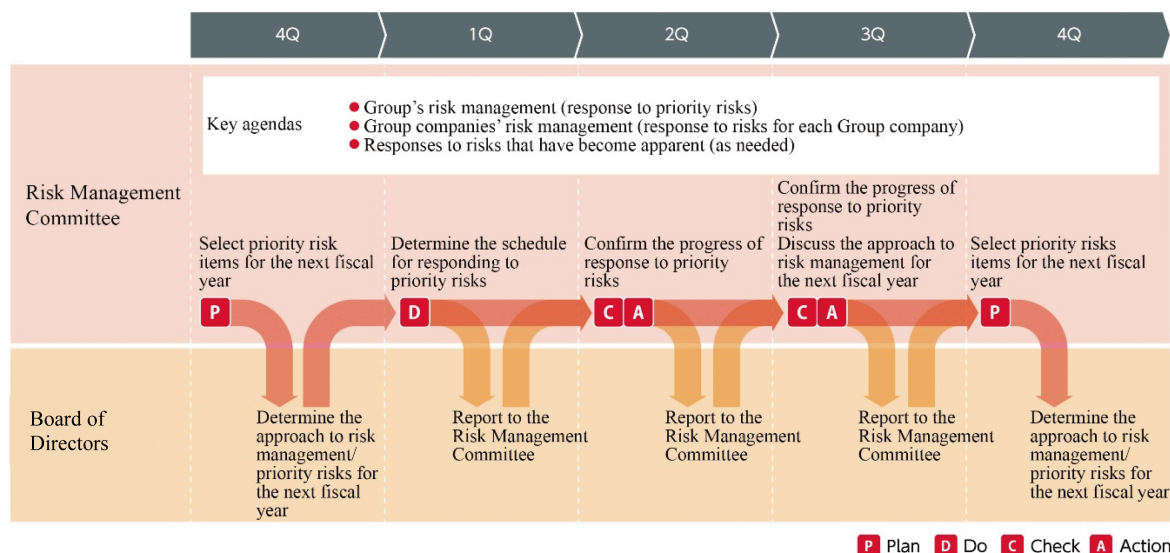 4Q
1Q
2Q
3Q
4Q
Risk Management
Committee
Key agendas
● Group's risk management (response to priority risks)
● Group companies' risk management (response to risks for each Group company)
● Responses to risks that have become apparent (as needed)
Select priority risk
items for the next fiscal
year
Determine the schedule
for responding to
priority risks
Confirm the progress of
response to priority
risks
Confirm the progress of
response to priority
risks
Discuss the approach to
risk management for
the next fiscal year
Select priority risks
items for the next fiscal
year
P
D
C A
C A
P
Board of
Directors
Determine the
approach to risk
management/
priority risks for
the next fiscal
year
Report to the
Risk Management
Committee
Report to the
Risk Management
Committee
Report to the
Risk Management
Committee
Determine the
approach to risk
management/
priority risks for
the next fiscal year
P Plan D Do C Check A Action